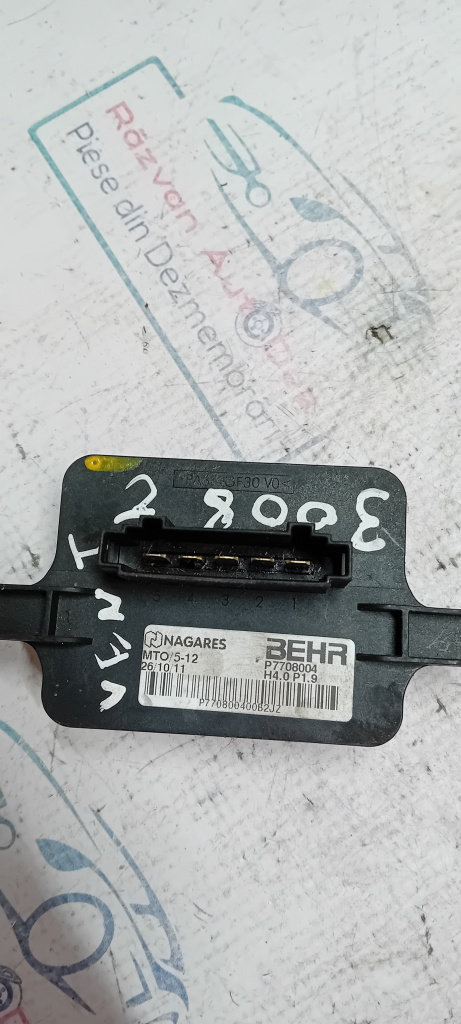 Răzvan Autobara
Piese din Dezmembrări
3008 2
VENT
5 4 3 2 1
NAGARES
MTO/5-12
26/10/11
BEHR
P7708004
H4.0 P1.9
P770800400B2JZ